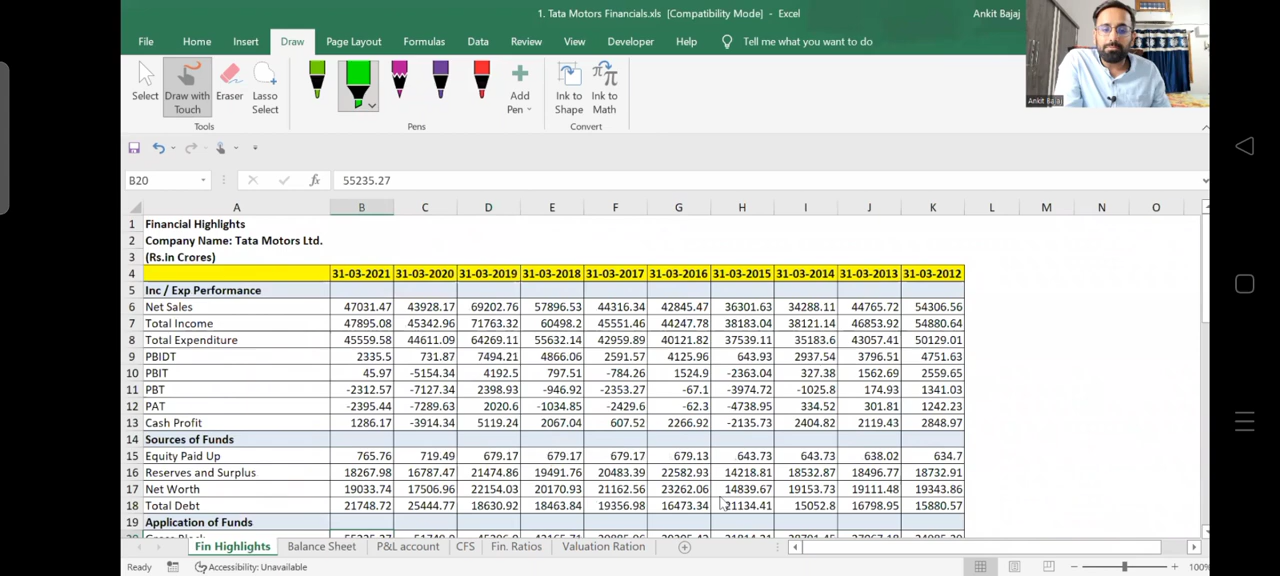 1. Tata Motors Financials.xls [Compatibility Mode] - Excel
Ankit Bajaj
File Home Insert Draw Page Layout Formulas Data Review View Developer Help Tell me what you want to do
Select Draw with Touch Eraser Lasso Select Add Pen Ink to Shape Ink to Math
Tools Pens Convert
Ankit Bajaj
B20 fx 55235.27
A B C D E F G H I J K L M N O
1 Financial Highlights
2 Company Name: Tata Motors Ltd.
3 (Rs.in Crores)
4 31-03-2021 31-03-2020 31-03-2019 31-03-2018 31-03-2017 31-03-2016 31-03-2015 31-03-2014 31-03-2013 31-03-2012
5 Inc / Exp Performance
6 Net Sales 47031.47 43928.17 69202.76 57896.53 44316.34 42845.47 36301.63 34288.11 44765.72 54306.56
7 Total Income 47895.08 45342.96 71763.32 60498.2 45551.46 44247.78 38183.04 38121.14 46853.92 54880.64
8 Total Expenditure 45559.58 44611.09 64269.11 55632.14 42959.89 40121.82 37539.11 35183.6 43057.41 50129.01
9 PBIDT 2335.5 731.87 7494.21 4866.06 2591.57 4125.96 643.93 2937.54 3796.51 4751.63
10 PBIT 45.97 -5154.34 4192.5 797.51 -784.26 1524.9 -2363.04 327.38 1562.69 2559.65
11 PBT -2312.57 -7127.34 2398.93 -946.92 -2353.27 -67.1 -3974.72 -1025.8 174.93 1341.03
12 PAT -2395.44 -7289.63 2020.6 -1034.85 -2429.6 -62.3 -4738.95 334.52 301.81 1242.23
13 Cash Profit 1286.17 -3914.34 5119.24 2067.04 607.52 2266.92 -2135.73 2404.82 2119.43 2848.97
14 Sources of Funds
15 Equity Paid Up 765.76 719.49 679.17 679.17 679.17 679.13 643.73 643.73 638.02 634.7
16 Reserves and Surplus 18267.98 16787.47 21474.86 19491.76 20483.39 22582.93 14218.81 18532.87 18496.77 18732.91
17 Net Worth 19033.74 17506.96 22154.03 20170.93 21162.56 23262.06 14839.67 19153.73 19111.48 19343.86
18 Total Debt 21748.72 25444.77 18630.92 18463.84 19356.98 16473.34 21134.41 15052.8 16798.95 15880.57
19 Application of Funds
Fin Highlights Balance Sheet P&L account CFS Fin. Ratios Valuation Ration
Ready Accessibility: Unavailable 100%